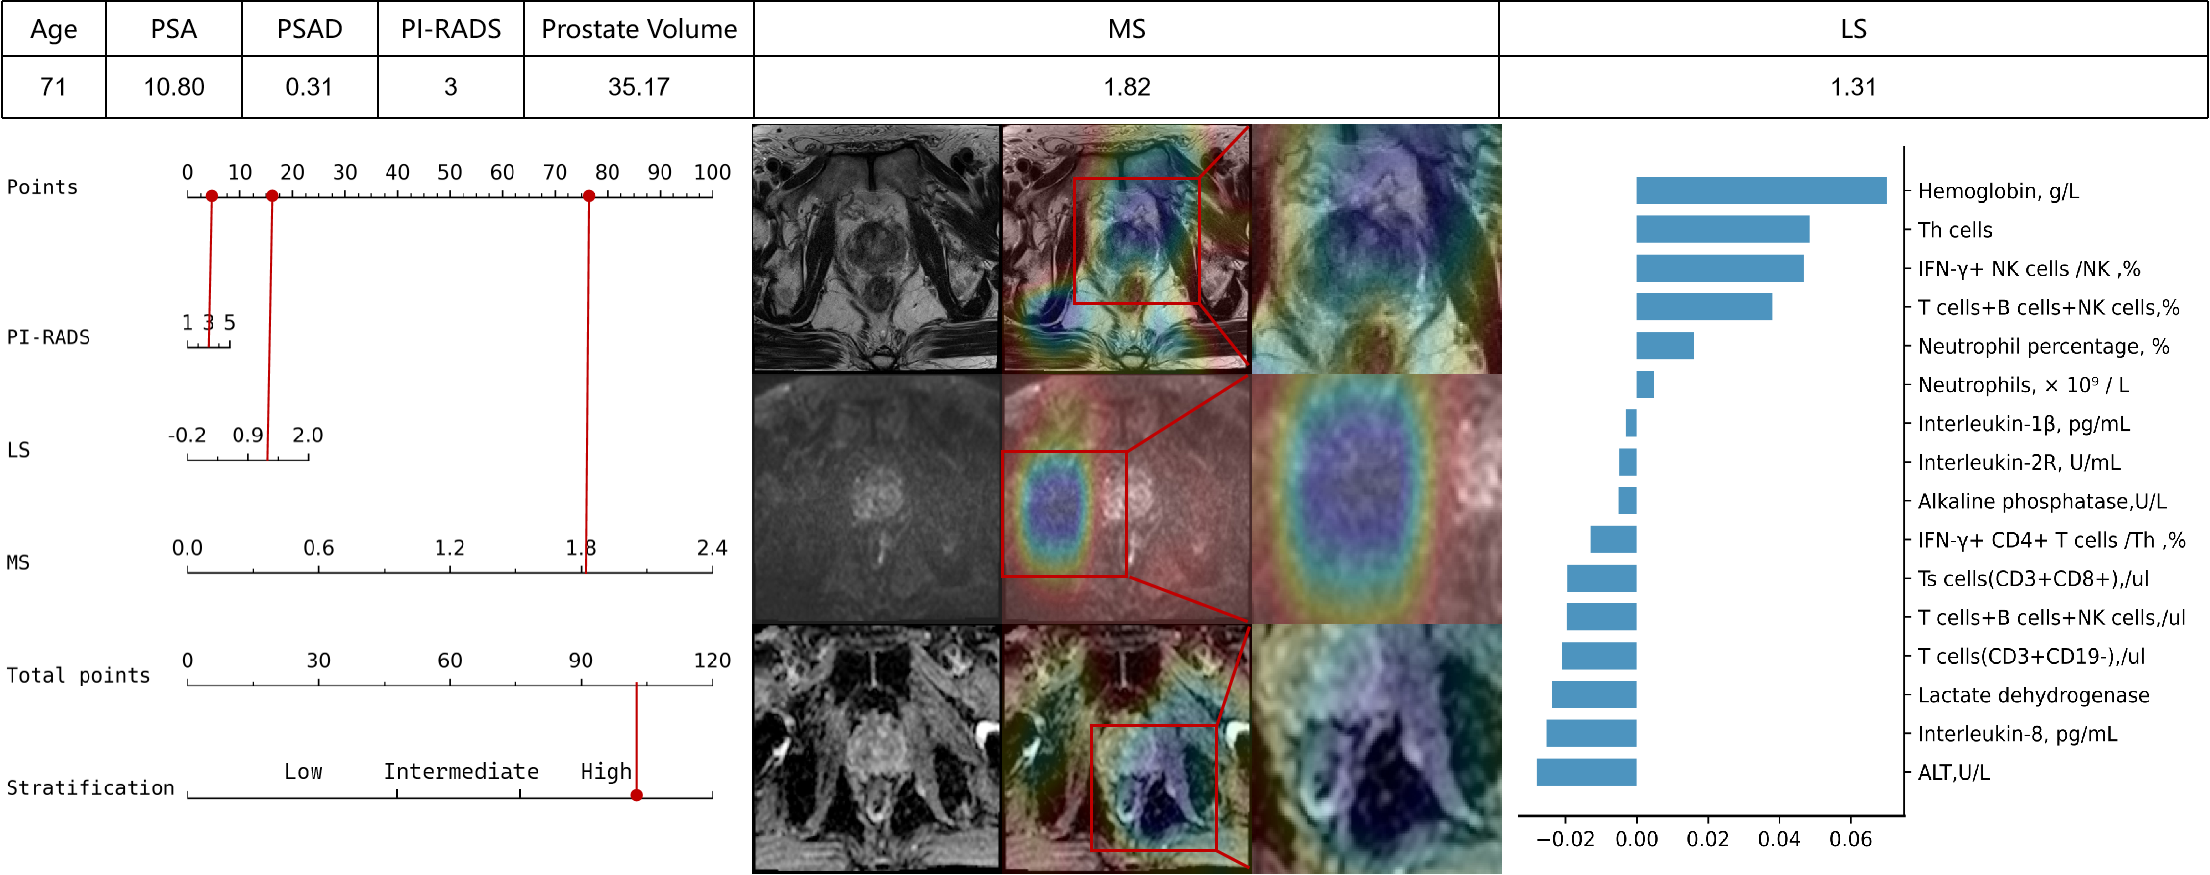 Age PSA PSAD PI-RADS Prostate Volume MS LS
71 10.80 0.31 3 35.17 1.82 1.31
0 10 20 30 40 50 60 70 80 90 100
Points
1 3 5
PI-RADS
-0.2 0.9 2.0
LS
0.0 0.6 1.2 1.8 2.4
MS
0 30 60 90 120
Total points
Low Intermediate High
Stratification
Hemoglobin, g/L
Th cells
IFN-γ+ NK cells /NK ,%
T cells+B cells+NK cells,%
Neutrophil percentage, %
Neutrophils, × 10⁹ / L
Interleukin-1β, pg/mL
Interleukin-2R, U/mL
Alkaline phosphatase,U/L
IFN-γ+ CD4+ T cells /Th ,%
Ts cells(CD3+CD8+),/ul
T cells+B cells+NK cells,/ul
T cells(CD3+CD19-),/ul
Lactate dehydrogenase
Interleukin-8, pg/mL
ALT,U/L
−0.02 0.00 0.02 0.04 0.06